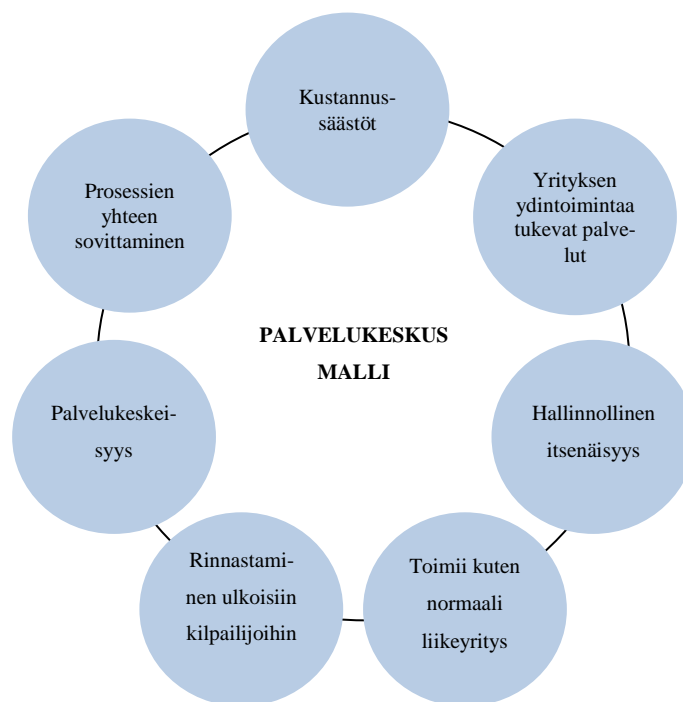 Kustannus-
säästöt
Yrityksen
ydintoimintaa
tukevat palve-
lut
Hallinnollinen
itsenäisyys
Toimii kuten
normaali
liikeyritys
Rinnastami-
nen ulkoisiin
kilpailijoihin
Palvelukeskei-
syys
Prosessien
yhteen
sovittaminen
PALVELUKESKUS
MALLI